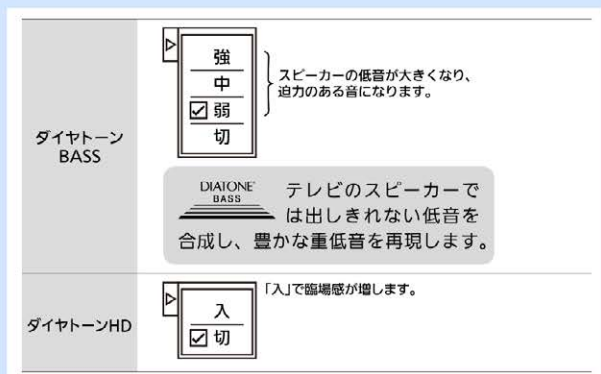 ダイヤトーン
BASS
強
中
弱
切
スピーカーの低音が大きくなり、
迫力のある音になります。
DIATONE
BASS
テレビのスピーカーで
は出しきれない低音を
合成し、豊かな重低音を再現します。
ダイヤトーンHD
入
切
「入」で臨場感が増します。